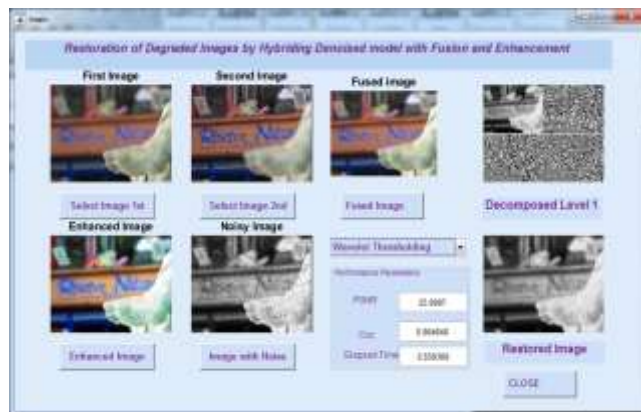 Restoration of Degraded Images by Hybriding Denoised model with Fusion and Enhancement
First Image
Second Image
Fused image
Select Image 1st
Select Image 2nd
Fused Image
Decomposed Level 1
Enhanced Image
Noisy Image
Wavelet Thresholding
Performance Parameters
PSNR
Coc
Elapsed Time
Enhanced Image
Image with Noise
Restored Image
CLOSE